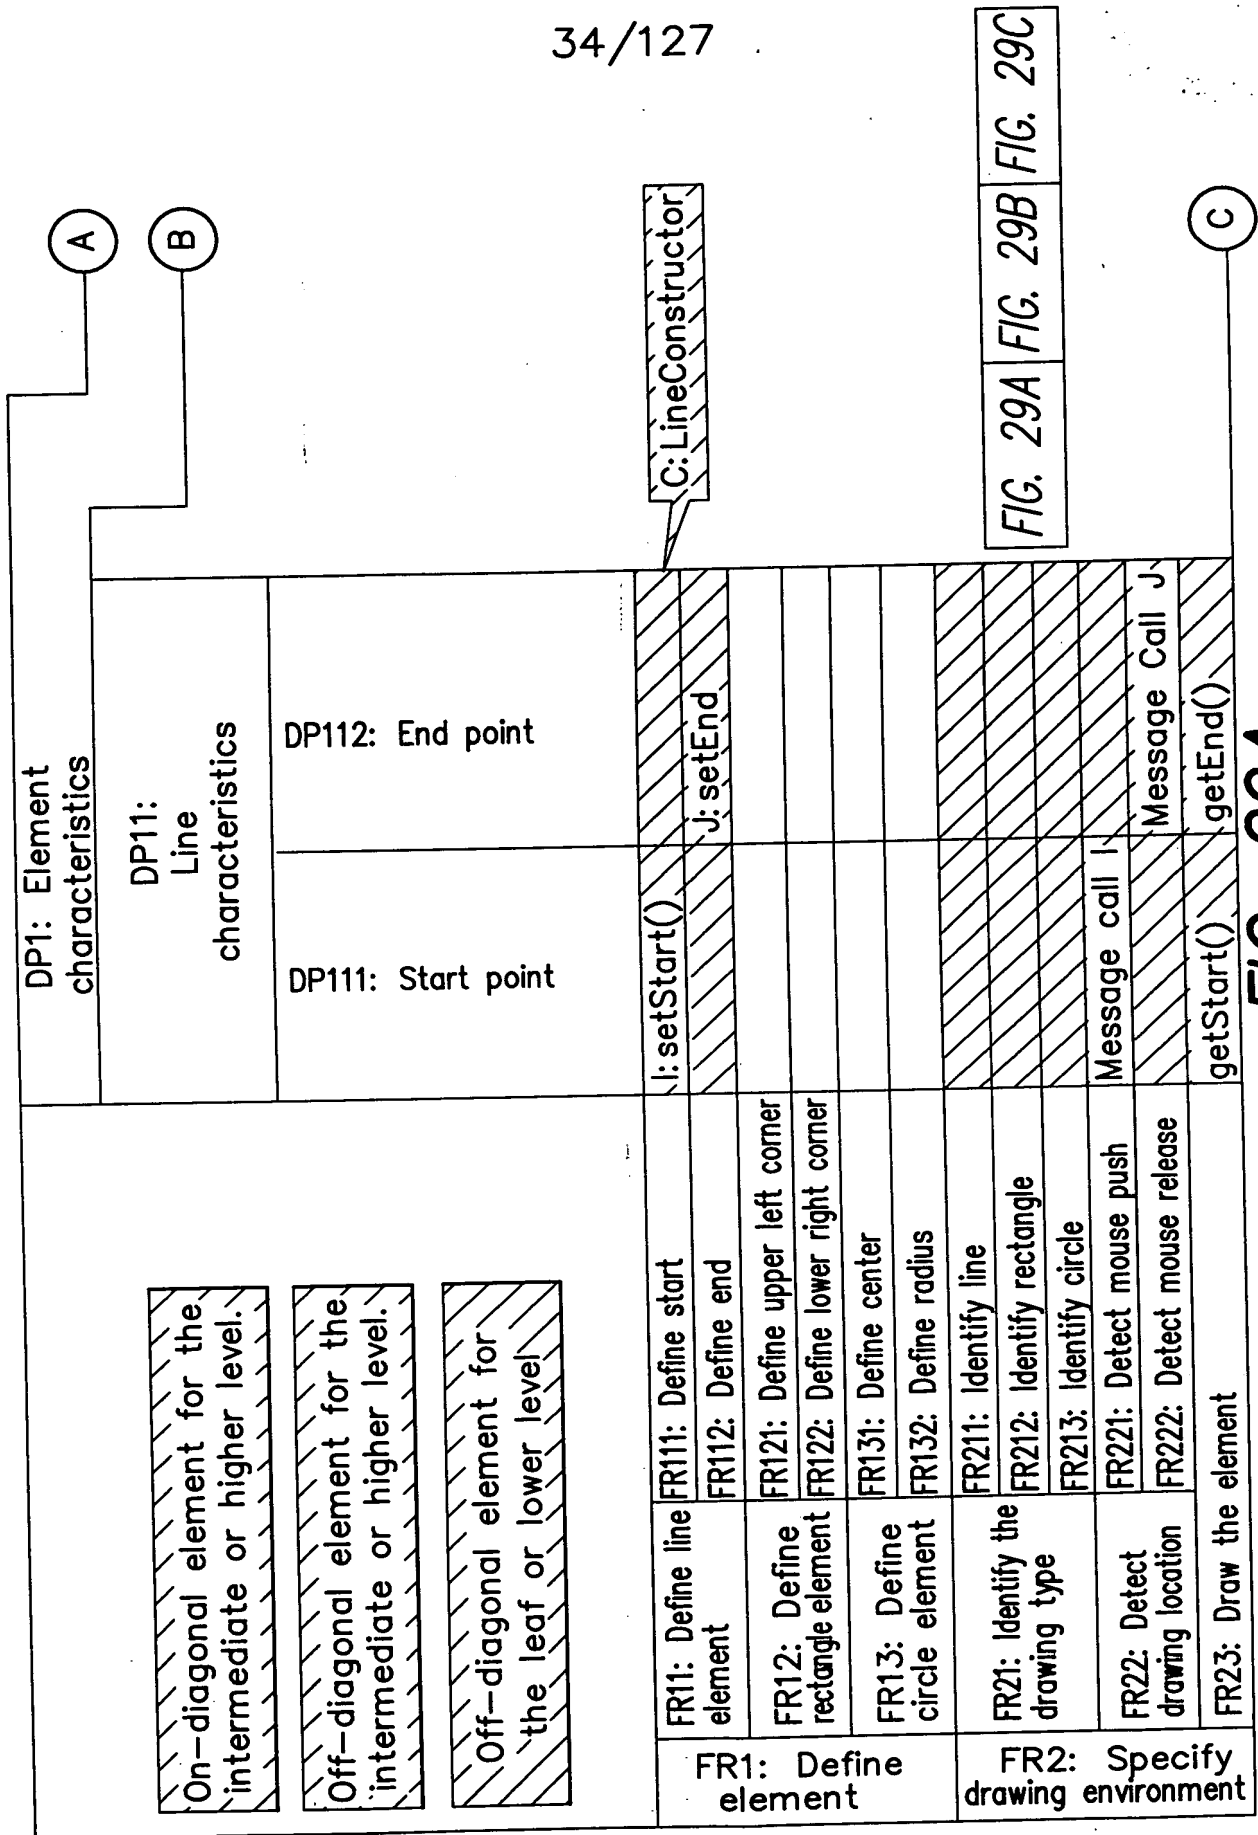 34/127
DP1: Element
characteristics
A
DP11:
Line
characteristics
B
DP111: Start point
DP112: End point
On-diagonal element for the
intermediate or higher level.
Off-diagonal element for the
intermediate or higher level.
Off-diagonal element for
the leaf or lower level
FR1: Define
element
FR11: Define line
element
FR111: Define start
I: setStart()
C: LineConstructor
FR112: Define end
J: setEnd
FR12: Define
rectangle element
FR121: Define upper left corner
FR122: Define lower right corner
FR13: Define
circle element
FR131: Define center
FR132: Define radius
FR2: Specify
drawing environment
FR21: Identify the
drawing type
FR211: Identify line
FR212: Identify rectangle
FR213: Identify circle
FR22: Detect
drawing location
FR221: Detect mouse push
Message call I
FR222: Detect mouse release
Message Call J
FR23: Draw the element
getStart()
getEnd()
C
FIG. 29A FIG. 29B FIG. 29C